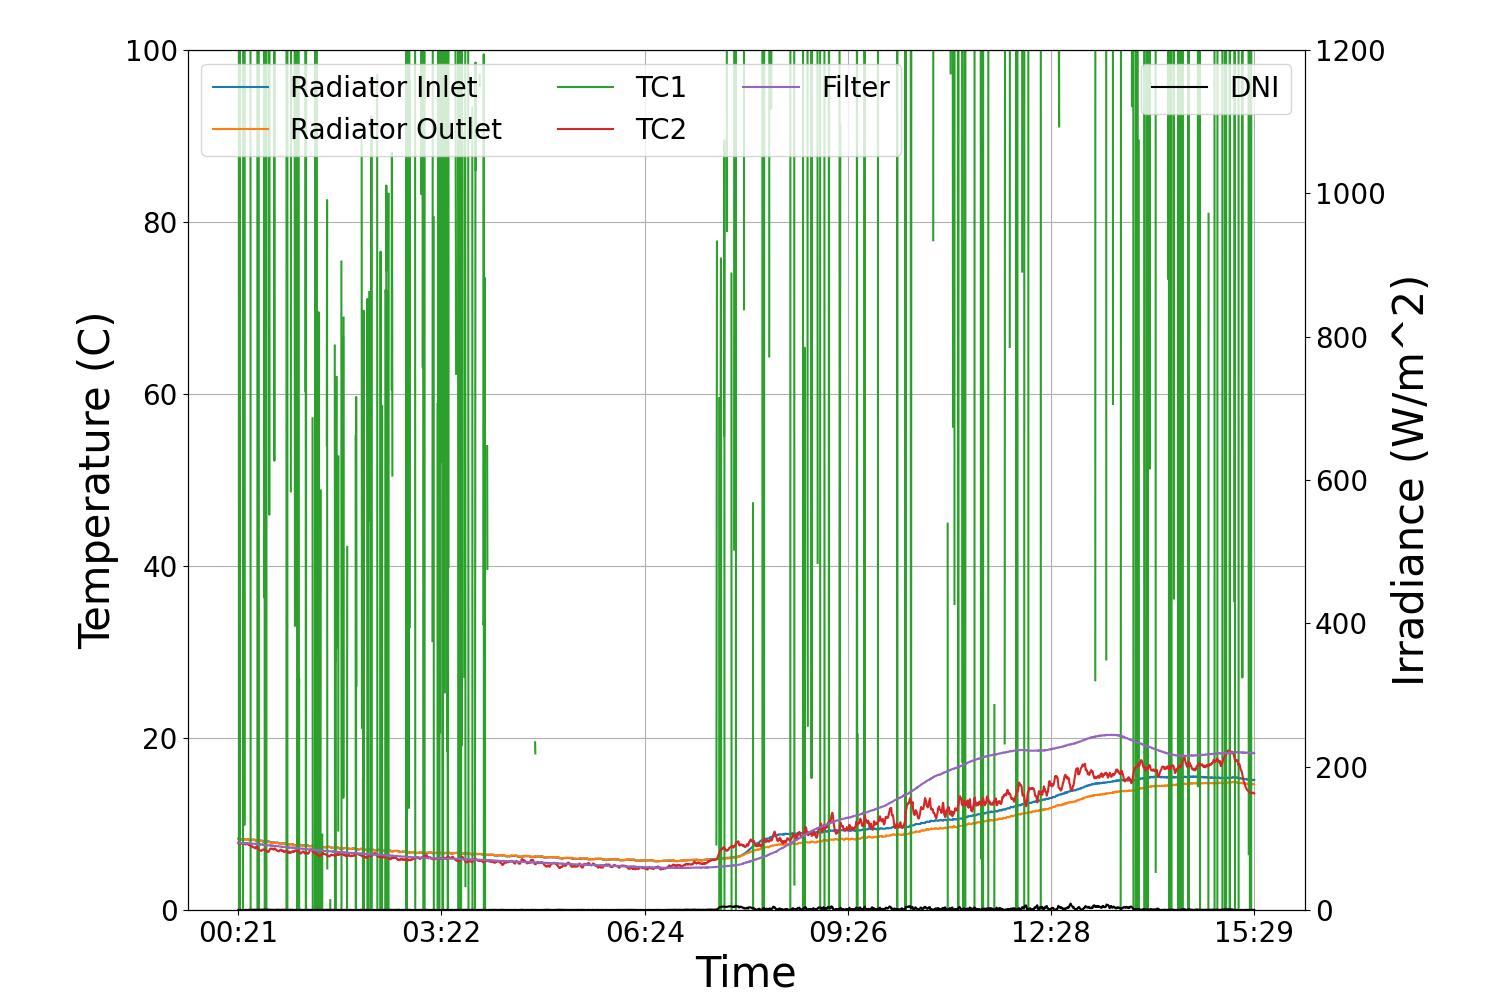 Radiator Inlet
Radiator Outlet
TC1
TC2
Filter
DNI
100
80
60
40
20
0
Temperature (C)
1200
1000
800
600
400
200
0
Irradiance (W/m^2)
00:21 03:22 06:24 09:26 12:28 15:29
Time